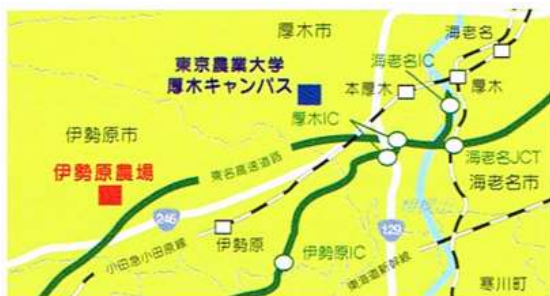 厚木市
海老名
海老名IC
東京農業大学
厚木キャンパス
本厚木
厚木
厚木IC
伊勢原市
伊勢原農場
東名高速道路
海老名JCT
海老名市
相模川
246
伊勢原
129
小田急小田原線
伊勢原IC
東海道新幹線
寒川町